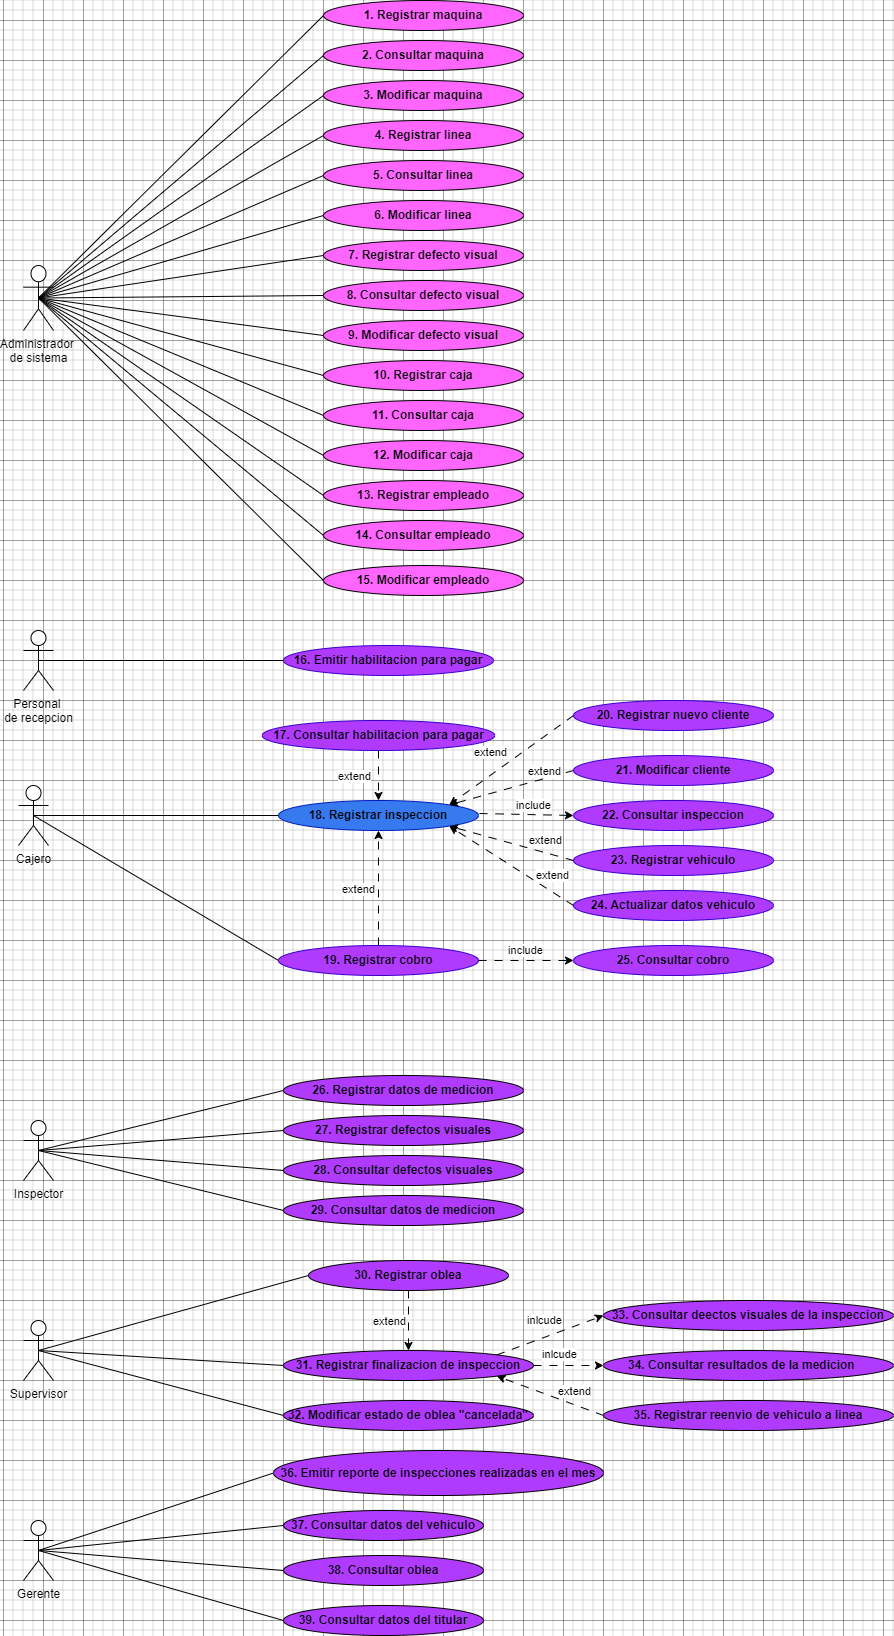 1. Registrar maquina
2. Consultar maquina
3. Modificar maquina
4. Registrar linea
5. Consultar linea
6. Modificar linea
7. Registrar defecto visual
8. Consultar defecto visual
9. Modificar defecto visual
10. Registrar caja
11. Consultar caja
12. Modificar caja
13. Registrar empleado
14. Consultar empleado
15. Modificar empleado
Administrador
de sistema
16. Emitir habilitacion para pagar
Personal
de recepcion
17. Consultar habilitacion para pagar
extend
18. Registrar inspeccion
extend
19. Registrar cobro
Cajero
20. Registrar nuevo cliente
extend
21. Modificar cliente
extend
22. Consultar inspeccion
include
23. Registrar vehiculo
extend
24. Actualizar datos vehiculo
extend
include
25. Consultar cobro
26. Registrar datos de medicion
27. Registrar defectos visuales
28. Consultar defectos visuales
29. Consultar datos de medicion
Inspector
30. Registrar oblea
extend
31. Registrar finalizacion de inspeccion
32. Modificar estado de oblea "cancelada"
Supervisor
inlcude
33. Consultar deectos visuales de la inspeccion
inlcude
34. Consultar resultados de la medicion
extend
35. Registrar reenvio de vehiculo a linea
36. Emitir reporte de inspecciones realizadas en el mes
37. Consultar datos del vehiculo
38. Consultar oblea
39. Consultar datos del titular
Gerente